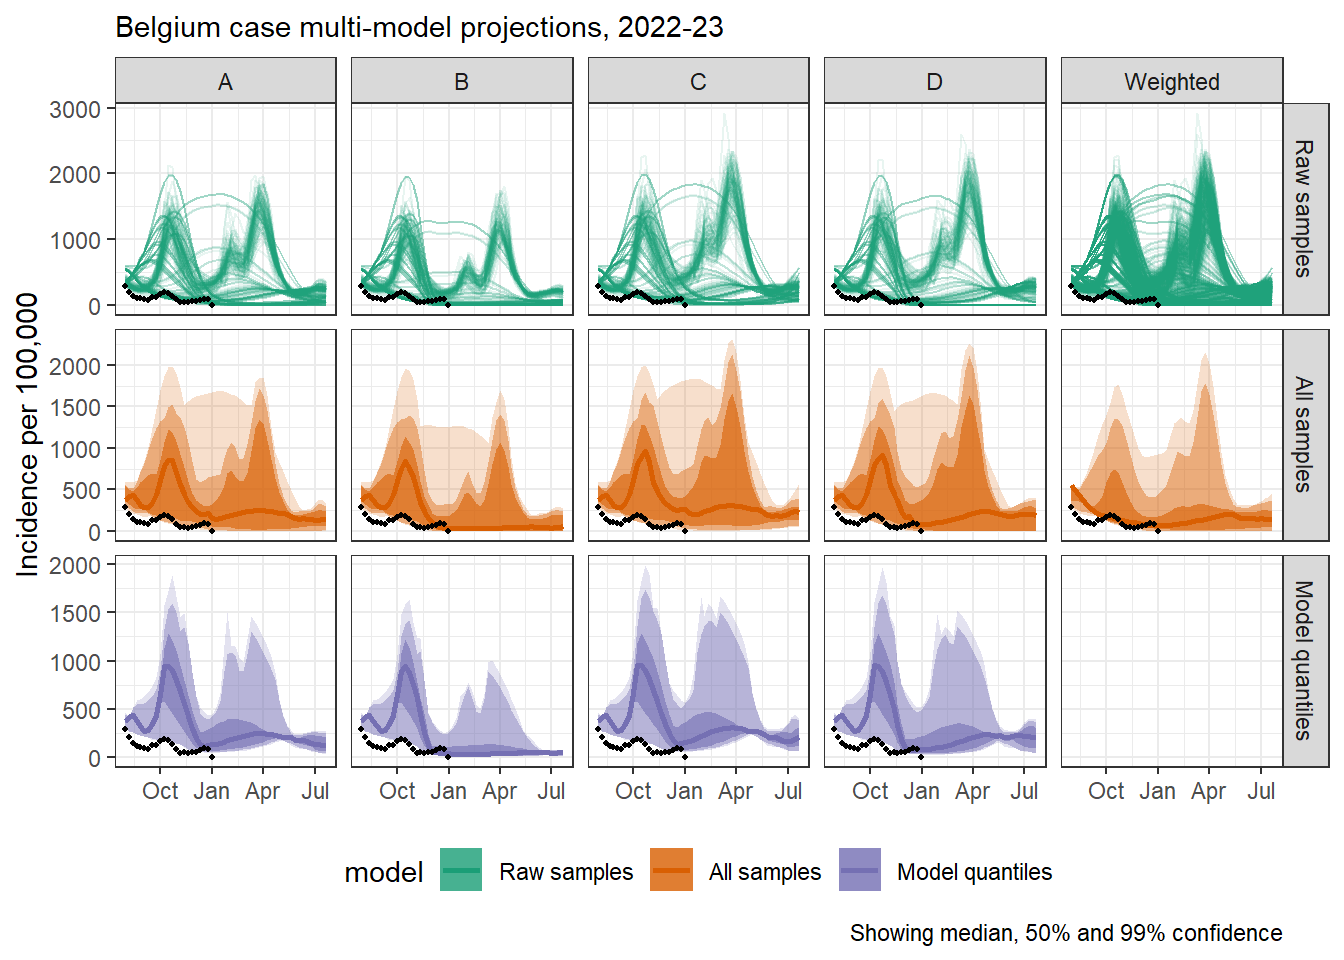 Belgium case multi-model projections, 2022-23
A B C D Weighted
3000
2000
1000
0
Raw samples
2000
1500
1000
500
0
All samples
2000
1500
1000
500
0
Model quantiles
Incidence per 100,000
Oct Jan Apr Jul Oct Jan Apr Jul Oct Jan Apr Jul Oct Jan Apr Jul Oct Jan Apr Jul
model Raw samples All samples Model quantiles
Showing median, 50% and 99% confidence